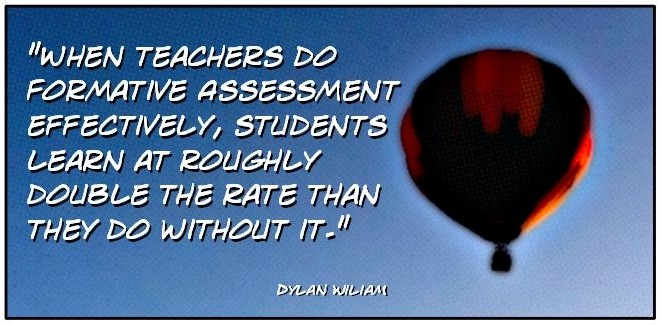 "WHEN TEACHERS DO
FORMATIVE ASSESSMENT
EFFECTIVELY, STUDENTS
LEARN AT ROUGHLY
DOUBLE THE RATE THAN
THEY DO WITHOUT IT."
DYLAN WILIAM